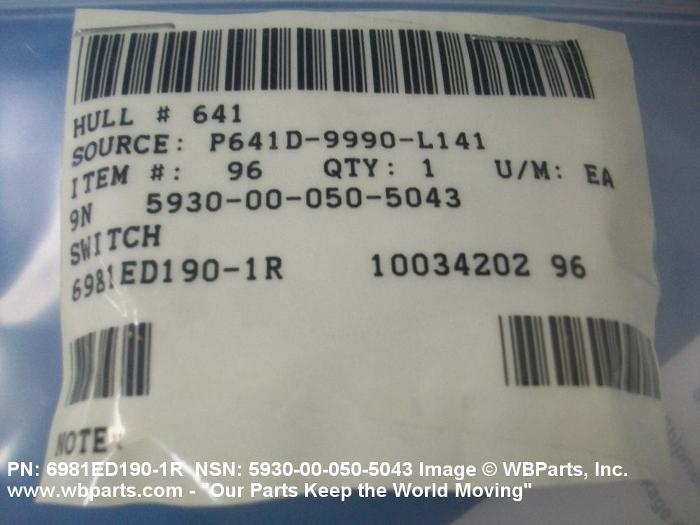 HULL # 641
SOURCE: P641D-9990-L141
ITEM #: 96 QTY: 1 U/M: EA
9N 5930-00-050-5043
SWITCH
6981ED190-1R 10034202 96
NOTE:
PN: 6981ED190-1R NSN: 5930-00-050-5043 Image © WBParts, Inc.
www.wbparts.com - "Our Parts Keep the World Moving"